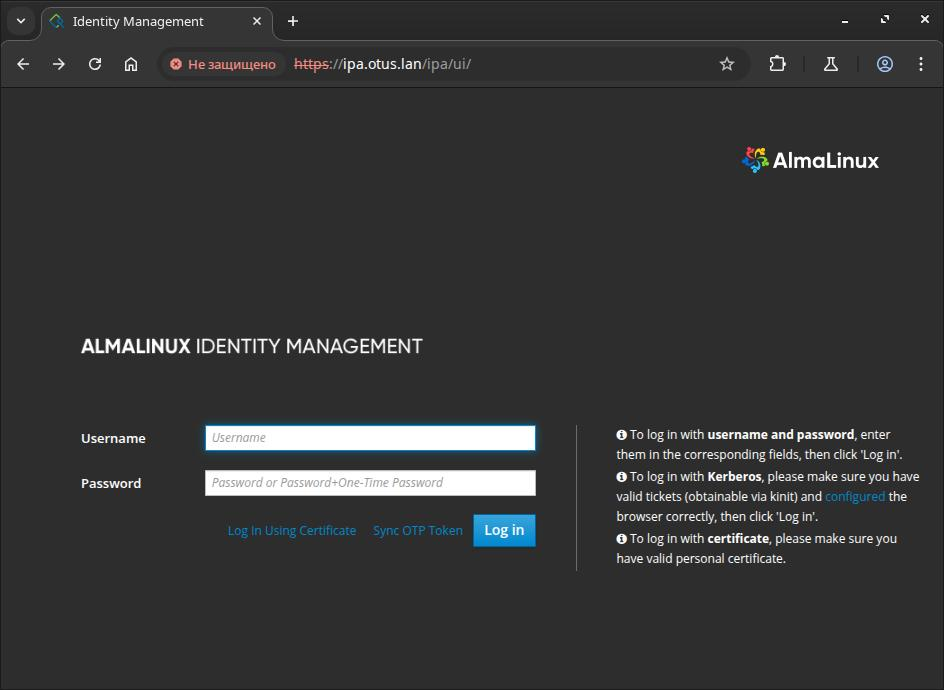 Identity Management
Не защищено https://ipa.otus.lan/ipa/ui/
AlmaLinux
ALMALINUX IDENTITY MANAGEMENT
Username
Username
Password
Password or Password+One-Time Password
Log In Using Certificate Sync OTP Token Log in
To log in with username and password, enter
them in the corresponding fields, then click 'Log in'.
To log in with Kerberos, please make sure you have
valid tickets (obtainable via kinit) and configured the
browser correctly, then click 'Log in'.
To log in with certificate, please make sure you
have valid personal certificate.